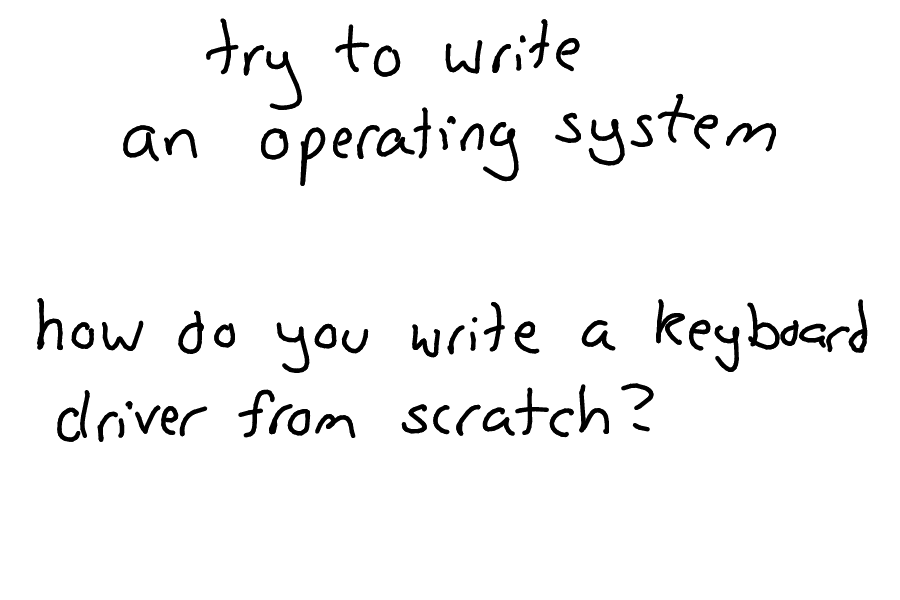 try to write
an operating system
how do you write a keyboard
driver from scratch?